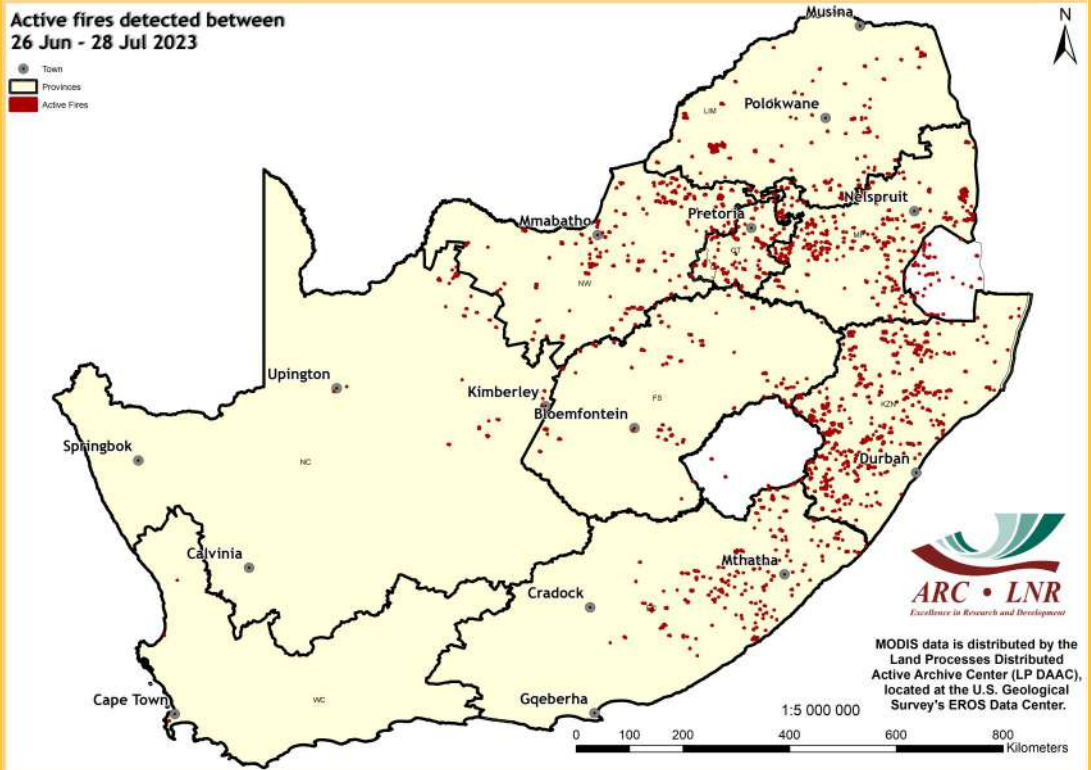 Active fires detected between
26 Jun - 28 Jul 2023
Town
Provinces
Active Fires
N
Musina
LIM
Polokwane
Nelspruit
Pretoria
Mmabatho
MP
GT
NW
Upington
Kimberley
Bloemfontein
FS
KZN
Springbok
NC
Durban
Calvinia
Mthatha
Cradock
EC
Cape Town
WC
Gqeberha
ARC • LNR
Excellence in Research and Development
MODIS data is distributed by the
Land Processes Distributed
Active Archive Center (LP DAAC),
located at the U.S. Geological
Survey's EROS Data Center.
1:5 000 000
0 100 200 400 600 800
Kilometers